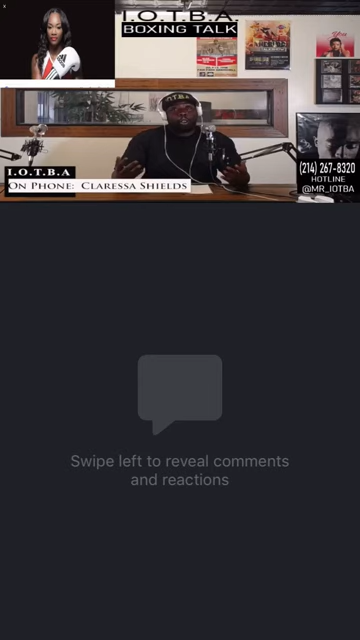 x
I.O.T.B.A.
BOXING TALK
I.O.T.B.A
ON PHONE: CLARESSA SHIELDS
(214) 267-8320
HOTLINE
@MR_IOTBA
Swipe left to reveal comments
and reactions